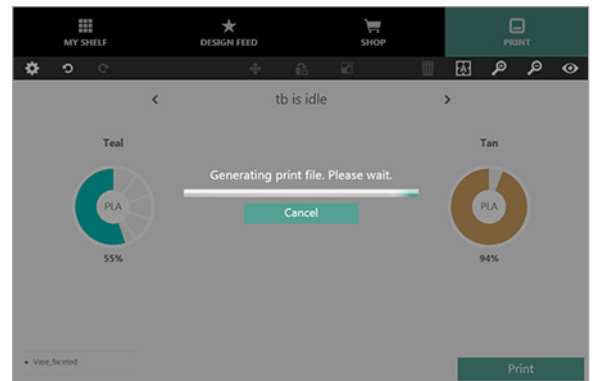 MY SHELF
DESIGN FEED
SHOP
PRINT
A
tb is idle
Teal
Tan
Generating print file. Please wait.
PLA
PLA
Cancel
55%
94%
Vase_faceted
Print